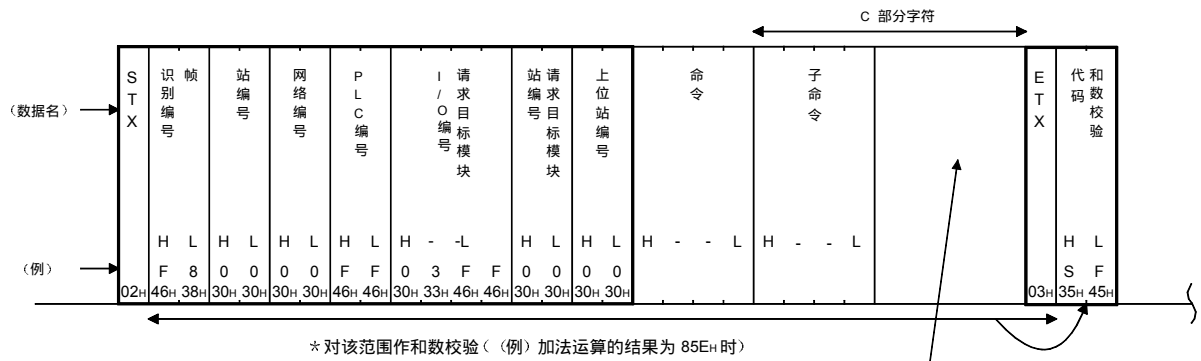 C 部分字符
(数据名)
STX
帧
识别编号
站编号
网络编号
PLC编号
请求目标模块
I/O编号
请求目标模块
站编号
上位站编号
命令
子命令
ETX
和数校验
代码
H L H L H L H L H - -L H L H L H - - L H - - L H L
(例)
F 8 0 0 0 0 F F 0 3 F F 0 0 0 0 S F
02H 46H 38H 30H 30H 30H 30H 46H 46H 30H 33H 46H 46H 30H 30H 30H 30H 03H 35H 45H
*对该范围作和数校验((例)加法运算的结果为 85EH 时)